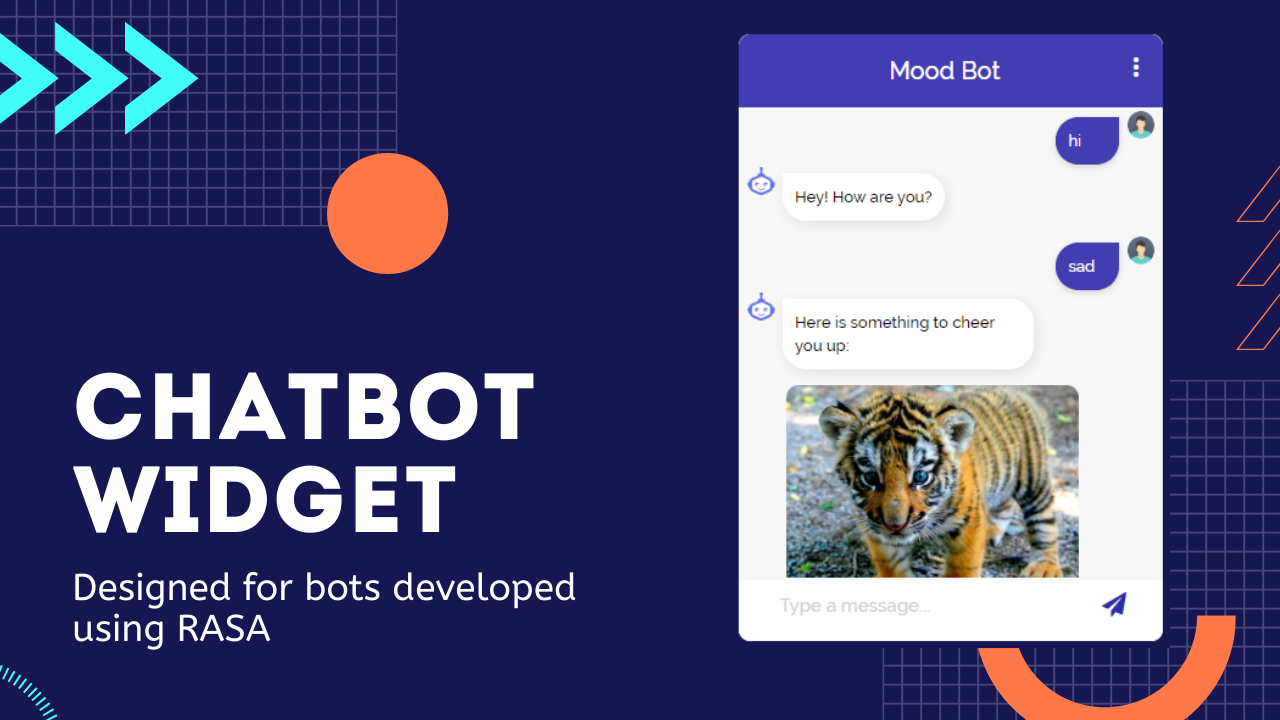 CHATBOT
WIDGET
Designed for bots developed
using RASA
Mood Bot
hi
Hey! How are you?
sad
Here is something to cheer
you up:
Type a message...